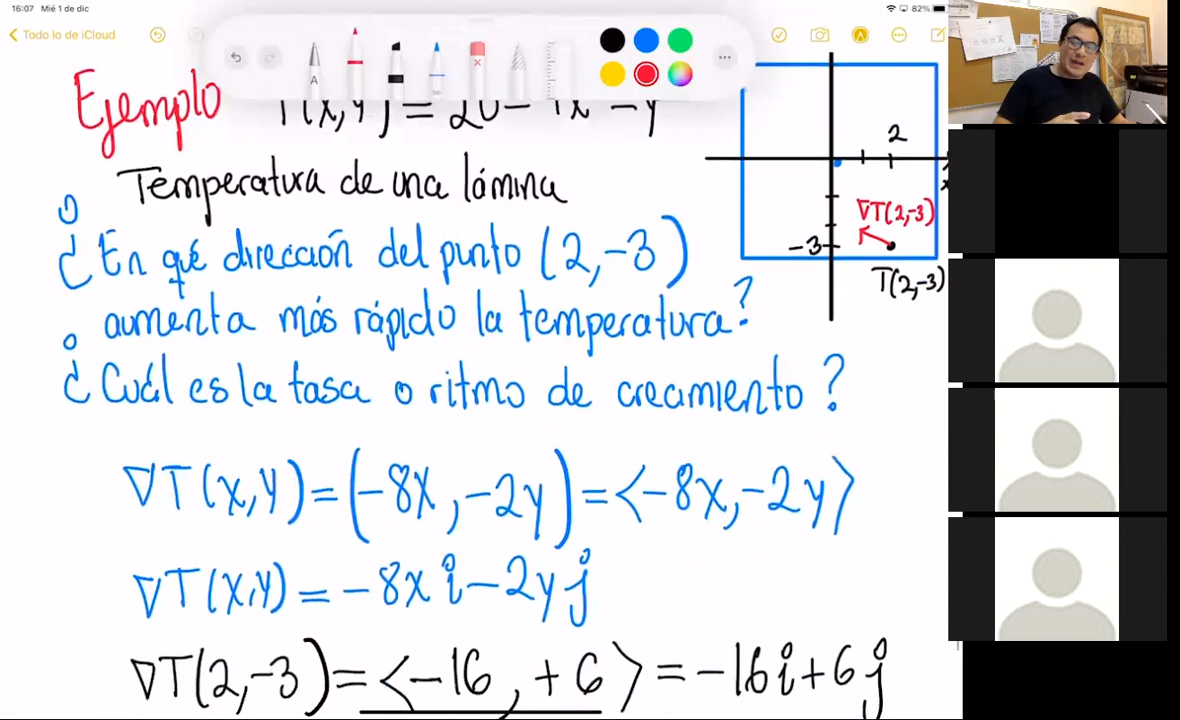 16:07 Mié 1 de dic
82%
Todo lo de iCloud
A
Ejemplo
T(x,y) = 20 - 4x - y
Temperatura de una lámina
¿En qué dirección del punto (2,-3)
aumenta más rápido la temperatura?
¿Cuál es la tasa o ritmo de crecimiento?
∇T(x,y) = (-8x, -2y) = <-8x, -2y>
∇T(x,y) = -8x i - 2y j
∇T(2,-3) = <-16, +6> = -16i + 6j
2
x
∇T(2,-3)
-3
T(2,-3)